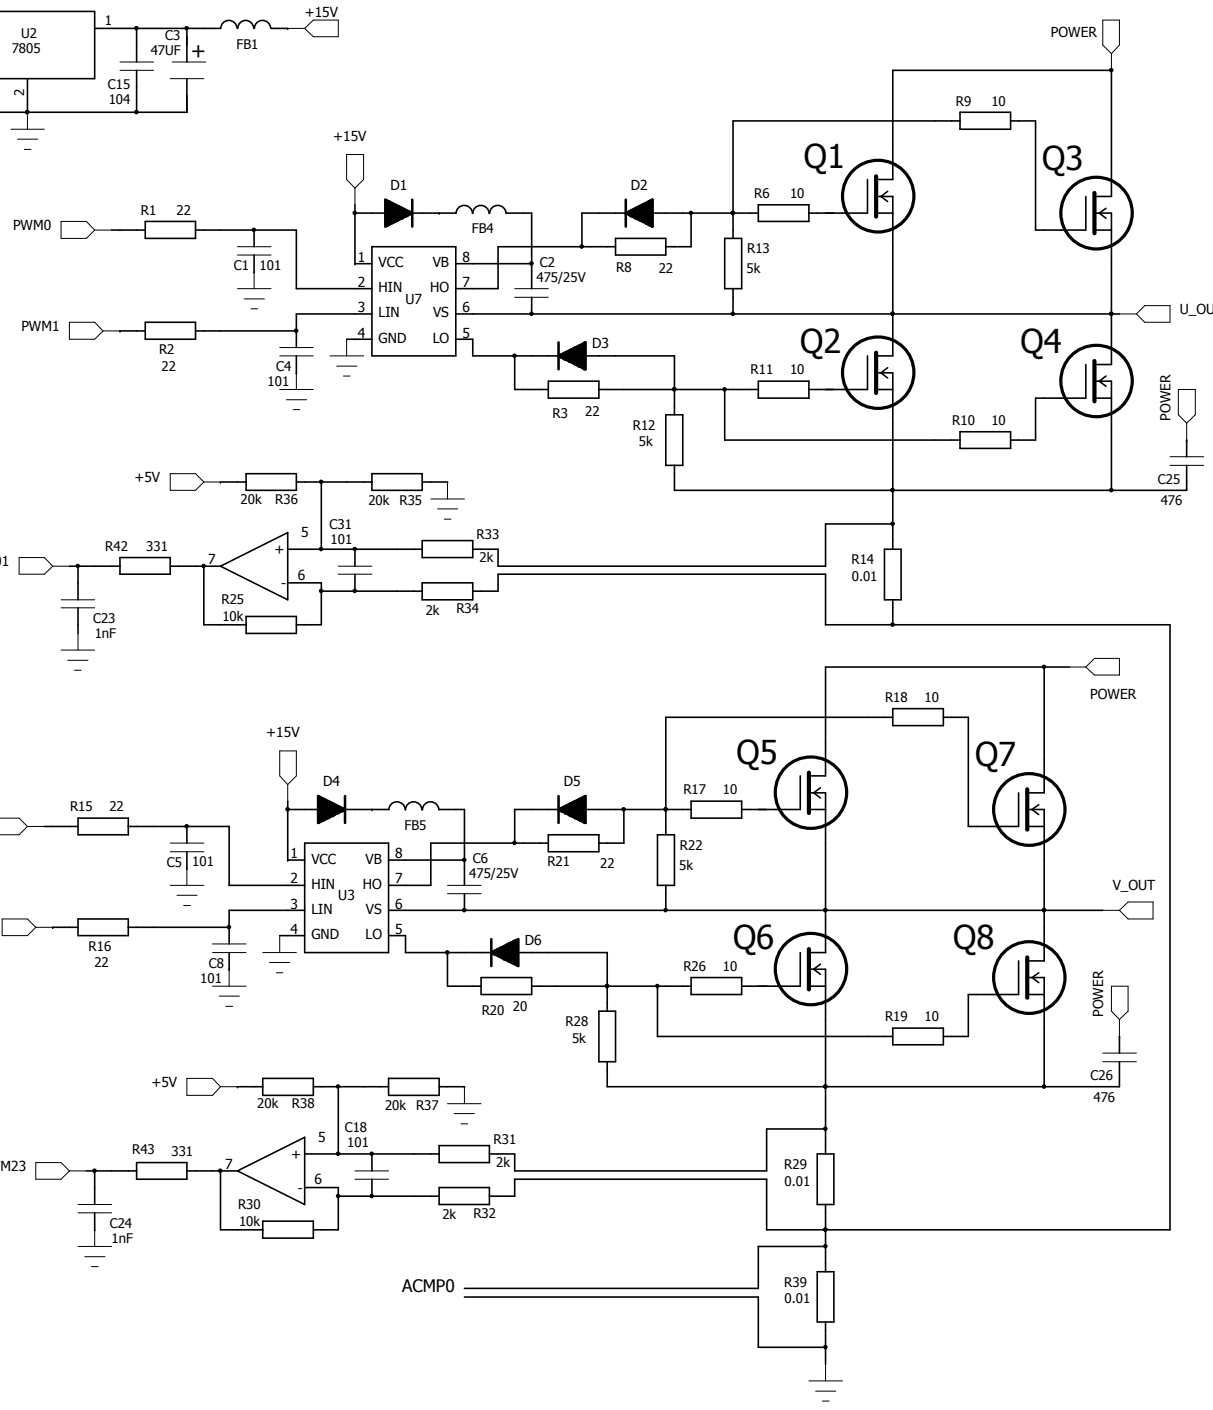 +15V
U2
7805
1
2
C3
47UF
+
FB1
C15
104
POWER
R9 10
Q1
Q3
+15V
D1
D2
R6 10
PWM0
R1 22
FB4
C1 101
R13
5k
R8 22
1 VCC VB 8
2 HIN HO 7
U7
3 LIN VS 6
4 GND LO 5
C2
475/25V
PWM1
R2
22
C4
101
U_OU
D3
Q2
Q4
R11 10
R3 22
R12
5k
R10 10
POWER
C25
476
+5V
20k R36
20k R35
C31
101
5
+
R33
2k
R42 331
7
6
-
R14
0.01
R25
10k
2k R34
C23
1nF
POWER
R18 10
Q5
Q7
+15V
D4
D5
R17 10
R15 22
FB5
C5 101
R21 22
R22
5k
1 VCC VB 8
2 HIN HO 7
U3
3 LIN VS 6
4 GND LO 5
C6
475/25V
V_OUT
R16
22
C8
101
D6
Q6
Q8
R26 10
R20 20
R28
5k
R19 10
POWER
C26
476
+5V
20k R38
20k R37
C18
101
5
+
R31
2k
M23
R43 331
7
6
-
R29
0.01
R30
10k
2k R32
C24
1nF
ACMP0
R39
0.01